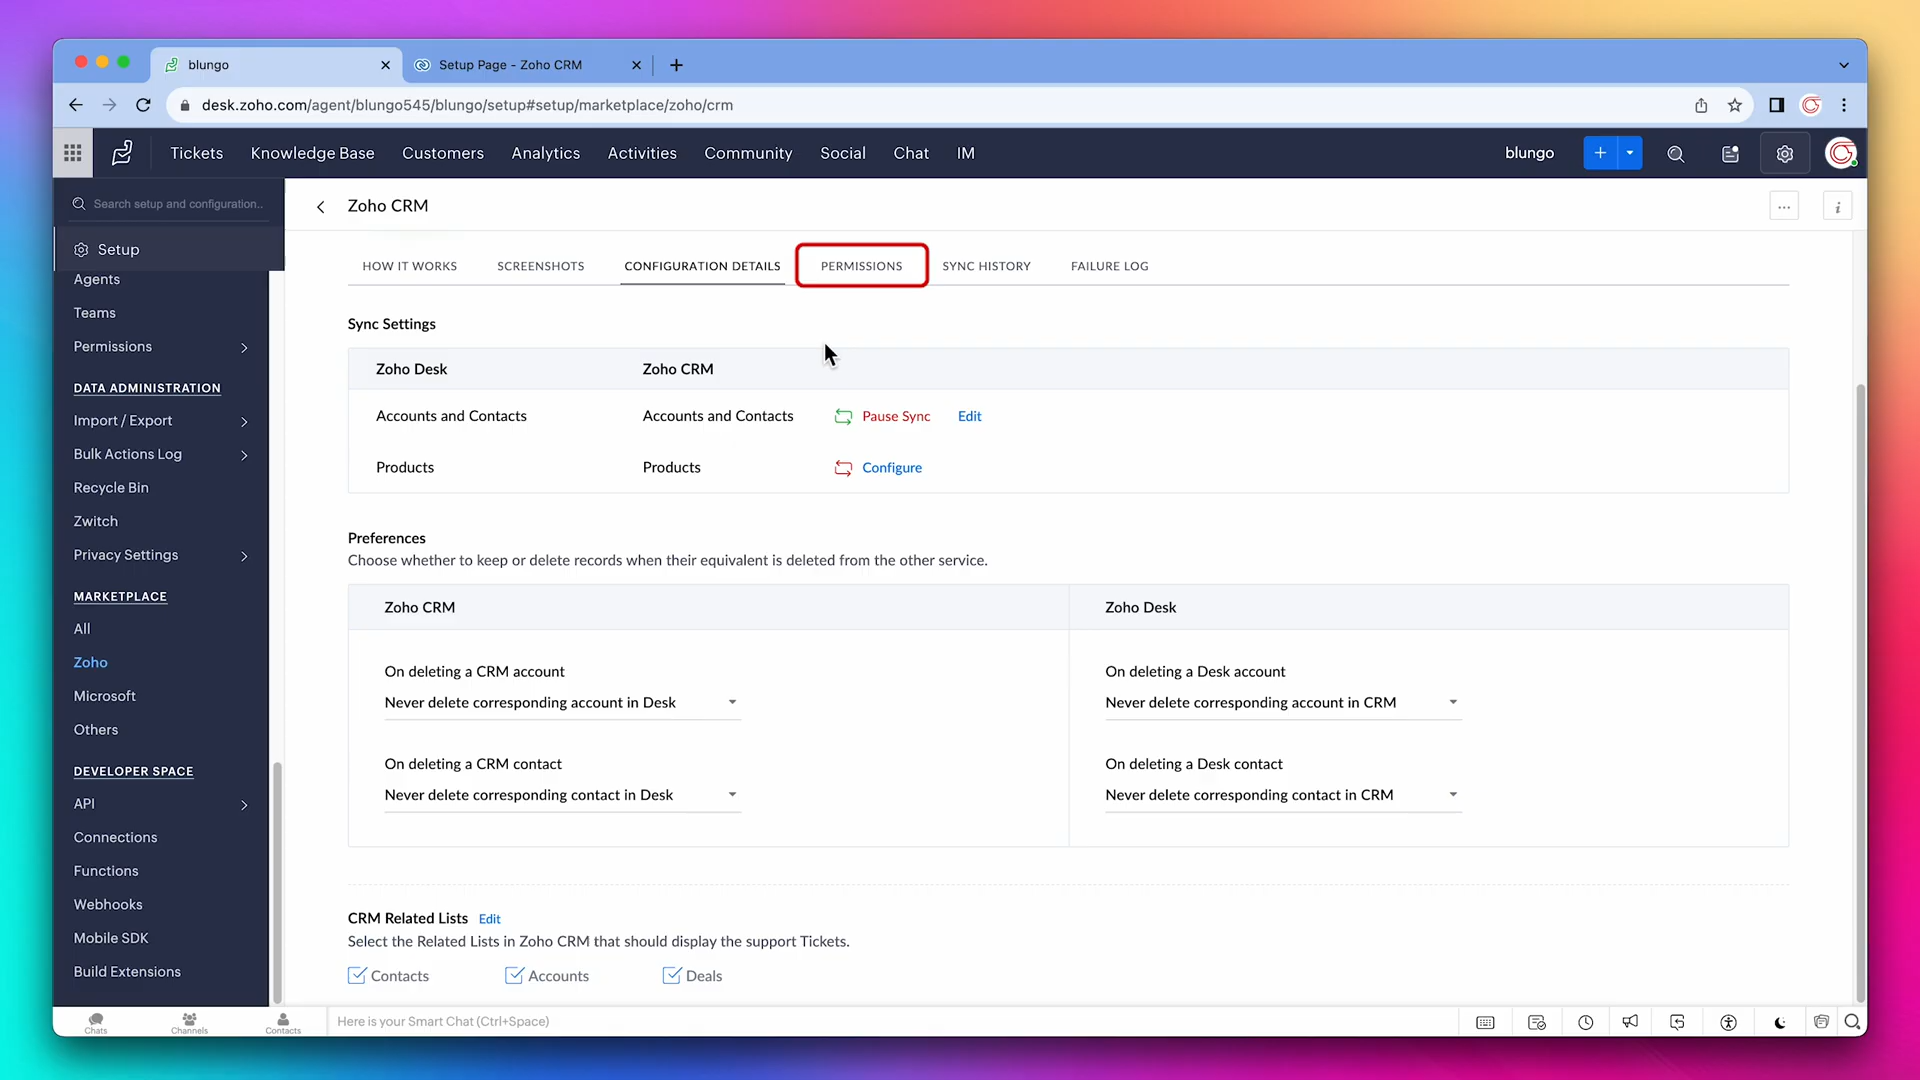 blungo
Setup Page - Zoho CRM
desk.zoho.com/agent/blungo545/blungo/setup#setup/marketplace/zoho/crm
Tickets Knowledge Base Customers Analytics Activities Community Social Chat IM blungo
Search setup and configuration..
Setup
Agents
Teams
Permissions
DATA ADMINISTRATION
Import / Export
Bulk Actions Log
Recycle Bin
Zwitch
Privacy Settings
MARKETPLACE
All
Zoho
Microsoft
Others
DEVELOPER SPACE
API
Connections
Functions
Webhooks
Mobile SDK
Build Extensions
Zoho CRM
HOW IT WORKS SCREENSHOTS CONFIGURATION DETAILS PERMISSIONS SYNC HISTORY FAILURE LOG
Sync Settings
Zoho Desk Zoho CRM
Accounts and Contacts Accounts and Contacts Pause Sync Edit
Products Products Configure
Preferences
Choose whether to keep or delete records when their equivalent is deleted from the other service.
Zoho CRM Zoho Desk
On deleting a CRM account On deleting a Desk account
Never delete corresponding account in Desk Never delete corresponding account in CRM
On deleting a CRM contact On deleting a Desk contact
Never delete corresponding contact in Desk Never delete corresponding contact in CRM
CRM Related Lists Edit
Select the Related Lists in Zoho CRM that should display the support Tickets.
Contacts Accounts Deals
Chats Channels Contacts Here is your Smart Chat (Ctrl+Space)